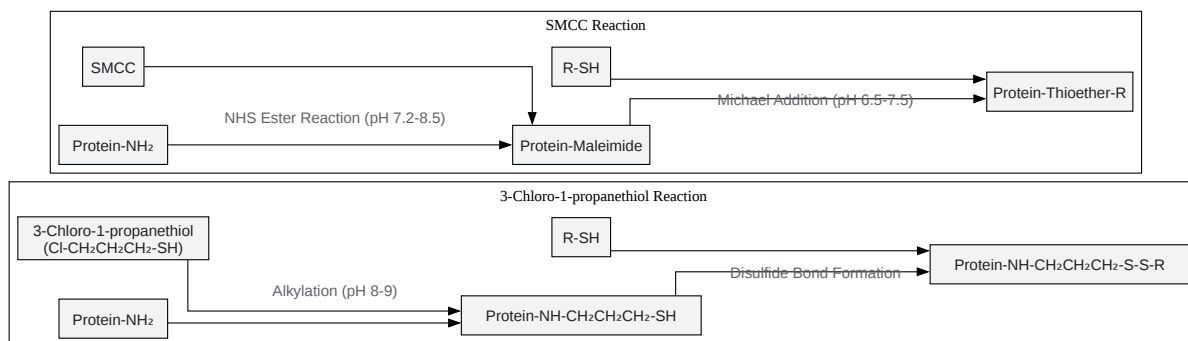 SMCC Reaction
SMCC
R-SH
Protein-Thioether-R
Michael Addition (pH 6.5-7.5)
NHS Ester Reaction (pH 7.2-8.5)
Protein-NH₂
Protein-Maleimide
3-Chloro-1-propanethiol Reaction
3-Chloro-1-propanethiol
(Cl-CH₂CH₂CH₂-SH)
R-SH
Protein-NH-CH₂CH₂CH₂-S-S-R
Disulfide Bond Formation
Alkylation (pH 8-9)
Protein-NH₂
Protein-NH-CH₂CH₂CH₂-SH